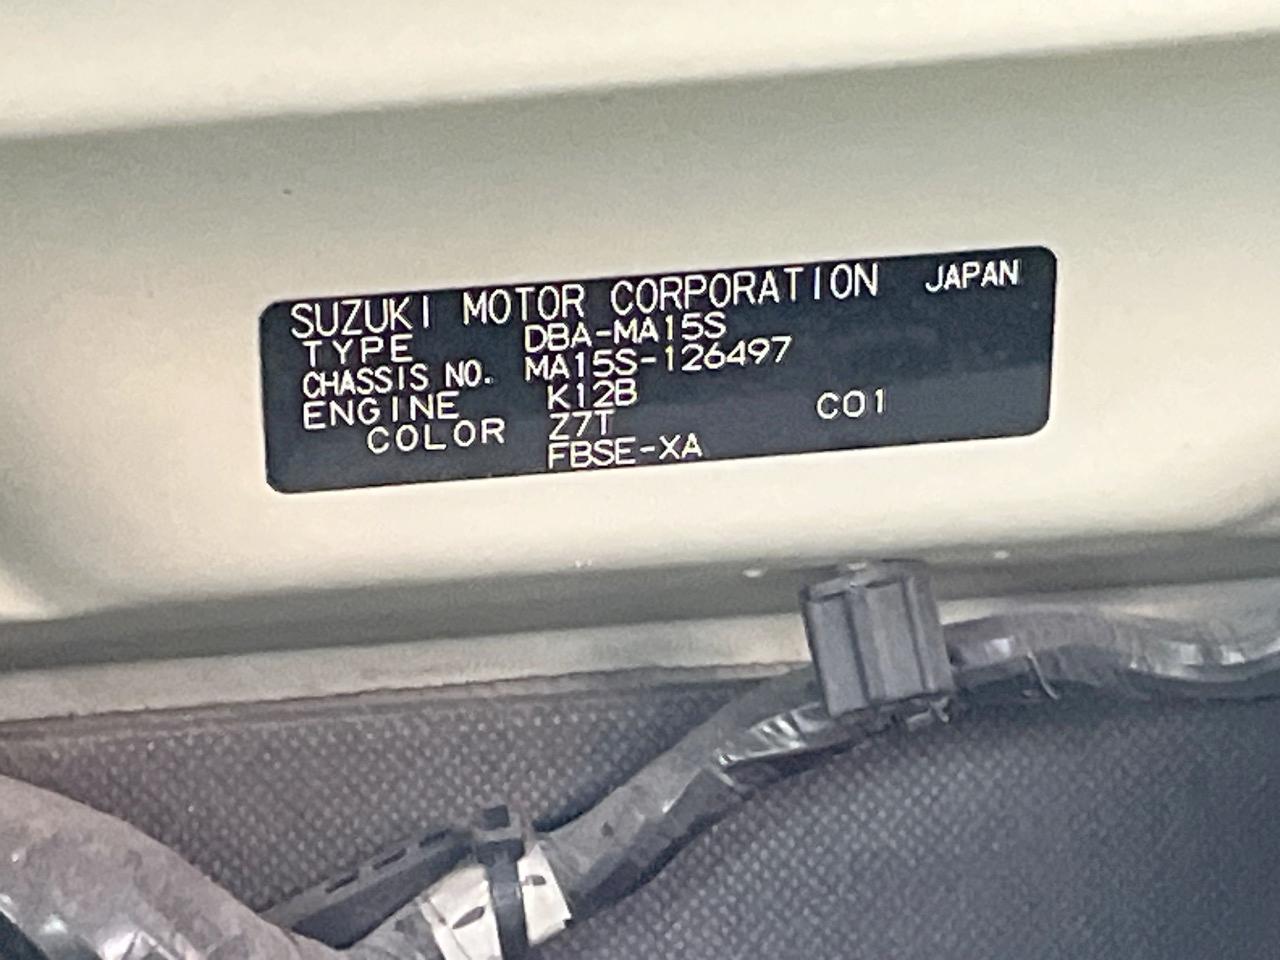 SUZUKI MOTOR CORPORATION JAPAN
TYPE DBA-MA15S
CHASSIS NO. MA15S-126497
ENGINE K12B
COLOR Z7T C01
FBSE-XA